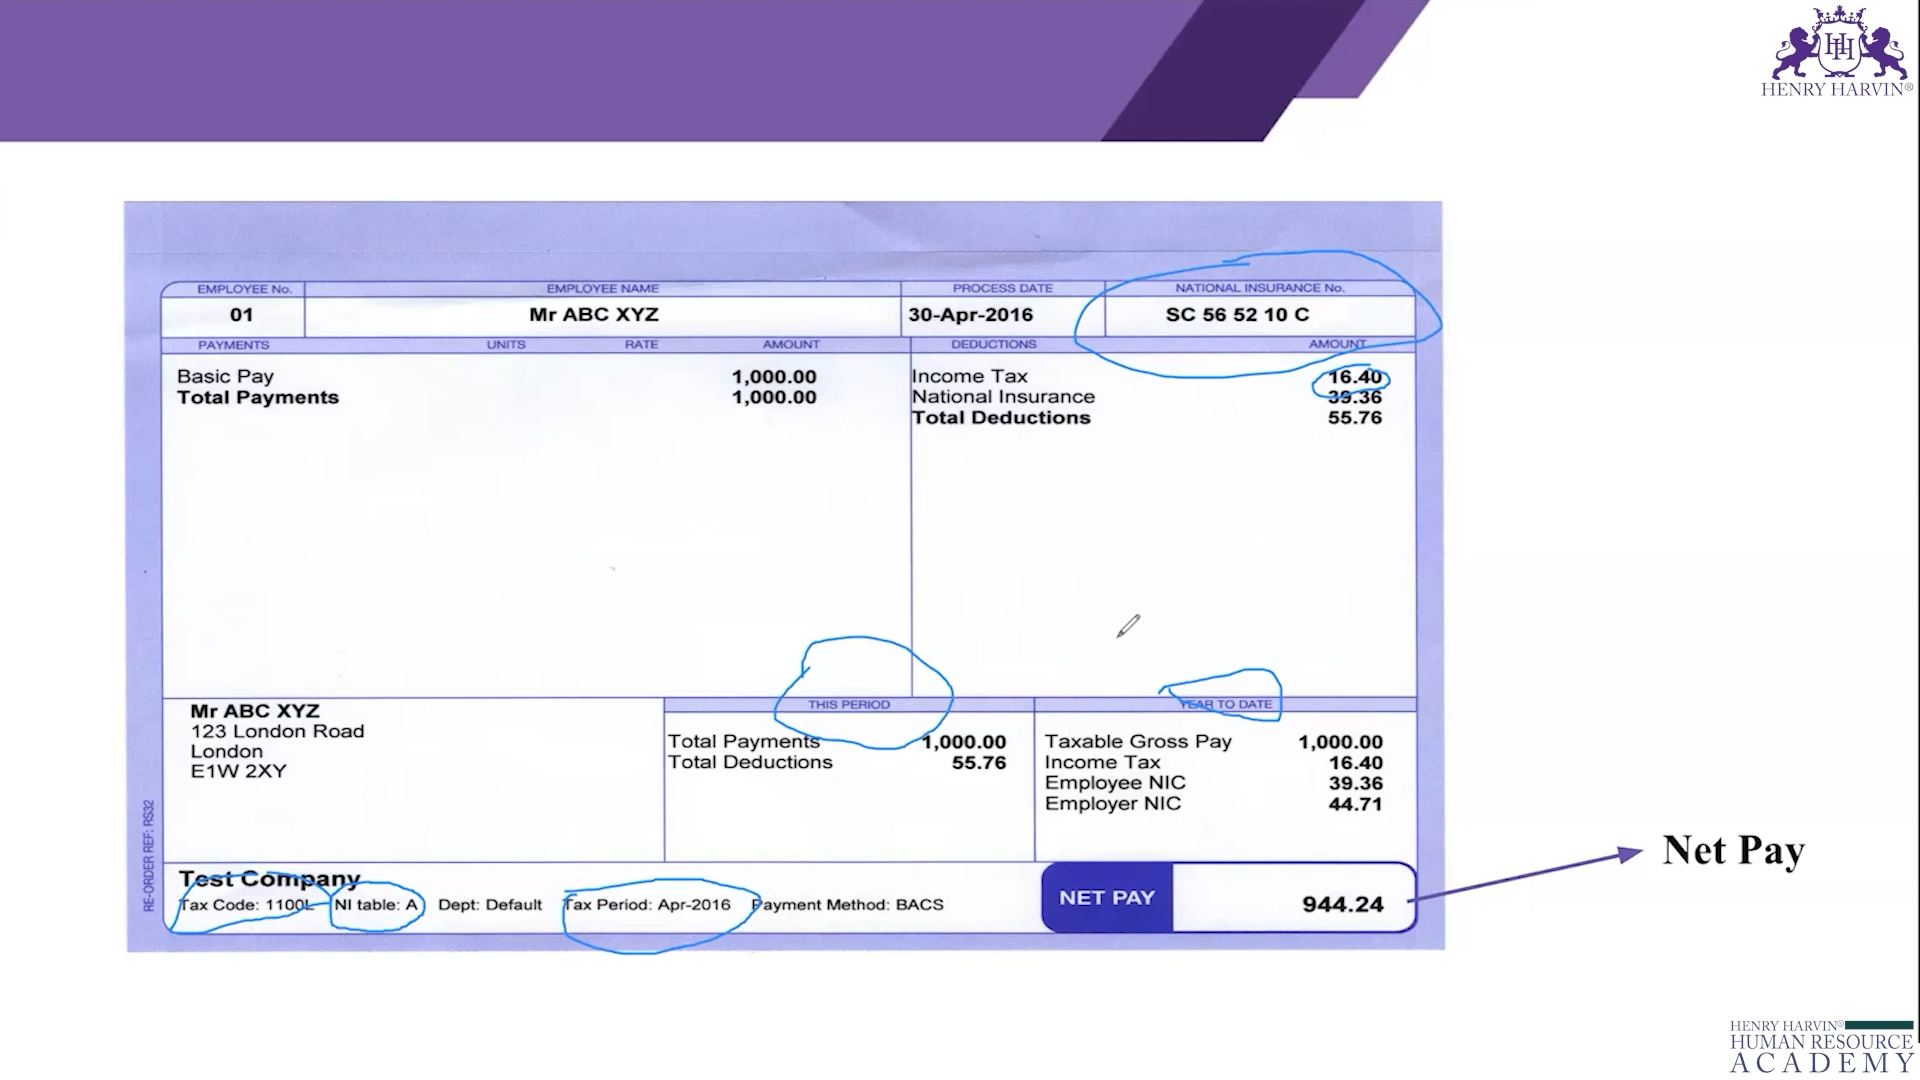 HENRY HARVIN®
EMPLOYEE No. EMPLOYEE NAME PROCESS DATE NATIONAL INSURANCE No.
01 Mr ABC XYZ 30-Apr-2016 SC 56 52 10 C
PAYMENTS UNITS RATE AMOUNT DEDUCTIONS AMOUNT
Basic Pay 1,000.00 Income Tax 16.40
Total Payments 1,000.00 National Insurance 39.36
Total Deductions 55.76
Mr ABC XYZ
123 London Road
London
E1W 2XY
THIS PERIOD
Total Payments 1,000.00
Total Deductions 55.76
YEAR TO DATE
Taxable Gross Pay 1,000.00
Income Tax 16.40
Employee NIC 39.36
Employer NIC 44.71
RE-ORDER REF: RS32
Test Company
Tax Code: 1100L NI table: A Dept: Default Tax Period: Apr-2016 Payment Method: BACS
NET PAY 944.24
Net Pay
HENRY HARVIN®
HUMAN RESOURCE
ACADEMY